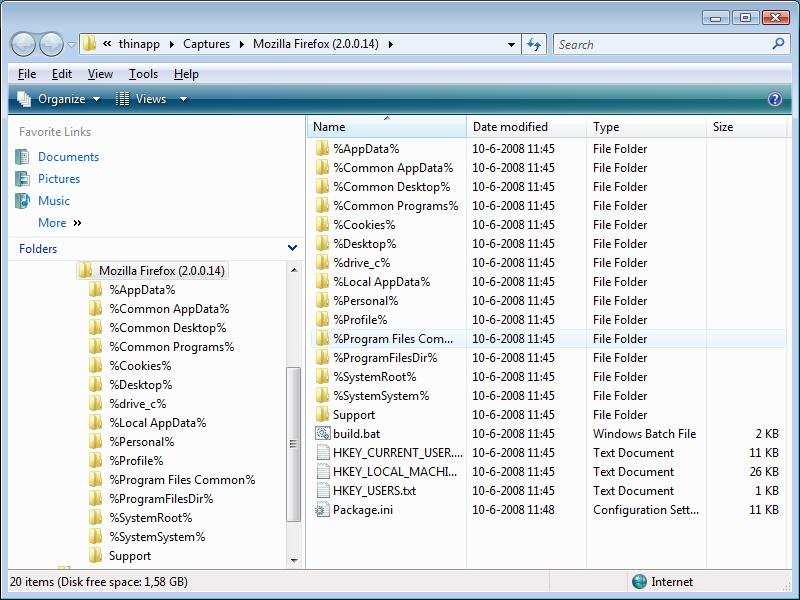 « thinapp ▸ Captures ▸ Mozilla Firefox (2.0.0.14) ▸
Search
File Edit View Tools Help
Organize Views
Favorite Links
Documents
Pictures
Music
More »
Folders
Mozilla Firefox (2.0.0.14)
%AppData%
%Common AppData%
%Common Desktop%
%Common Programs%
%Cookies%
%Desktop%
%drive_c%
%Local AppData%
%Personal%
%Profile%
%Program Files Common%
%ProgramFilesDir%
%SystemRoot%
%SystemSystem%
Support
Name Date modified Type Size
%AppData% 10-6-2008 11:45 File Folder
%Common AppData% 10-6-2008 11:45 File Folder
%Common Desktop% 10-6-2008 11:45 File Folder
%Common Programs% 10-6-2008 11:45 File Folder
%Cookies% 10-6-2008 11:45 File Folder
%Desktop% 10-6-2008 11:45 File Folder
%drive_c% 10-6-2008 11:45 File Folder
%Local AppData% 10-6-2008 11:45 File Folder
%Personal% 10-6-2008 11:45 File Folder
%Profile% 10-6-2008 11:45 File Folder
%Program Files Com... 10-6-2008 11:45 File Folder
%ProgramFilesDir% 10-6-2008 11:45 File Folder
%SystemRoot% 10-6-2008 11:45 File Folder
%SystemSystem% 10-6-2008 11:45 File Folder
Support 10-6-2008 11:45 File Folder
build.bat 10-6-2008 11:45 Windows Batch File 2 KB
HKEY_CURRENT_USER.... 10-6-2008 11:45 Text Document 11 KB
HKEY_LOCAL_MACHI... 10-6-2008 11:45 Text Document 26 KB
HKEY_USERS.txt 10-6-2008 11:45 Text Document 1 KB
Package.ini 10-6-2008 11:48 Configuration Sett... 11 KB
20 items (Disk free space: 1,58 GB) Internet